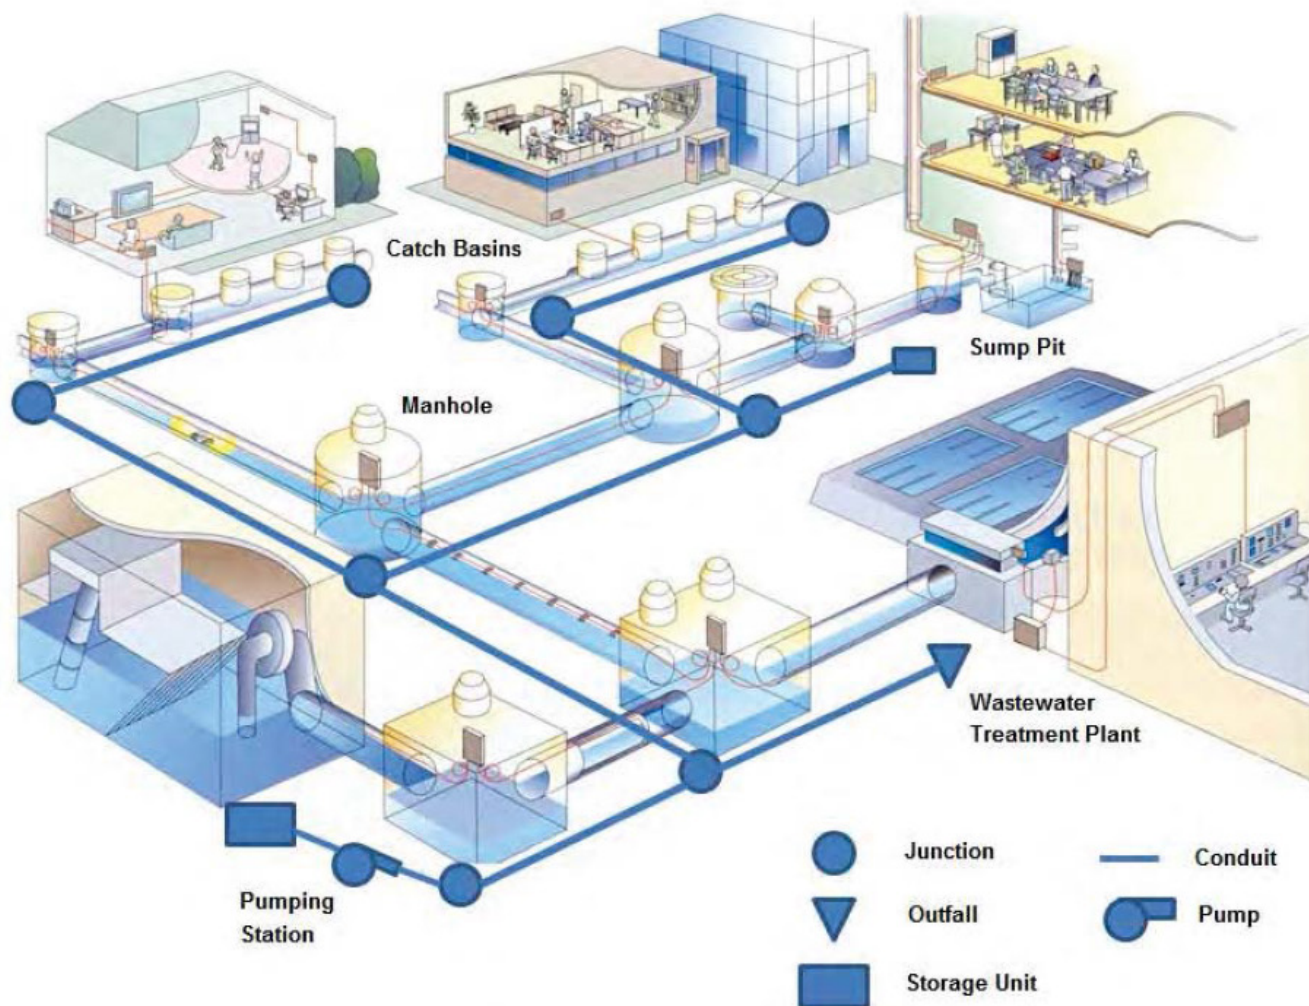 Catch Basins
Sump Pit
Manhole
Wastewater
Treatment Plant
Pumping
Station
Junction
Conduit
Outfall
Pump
Storage Unit